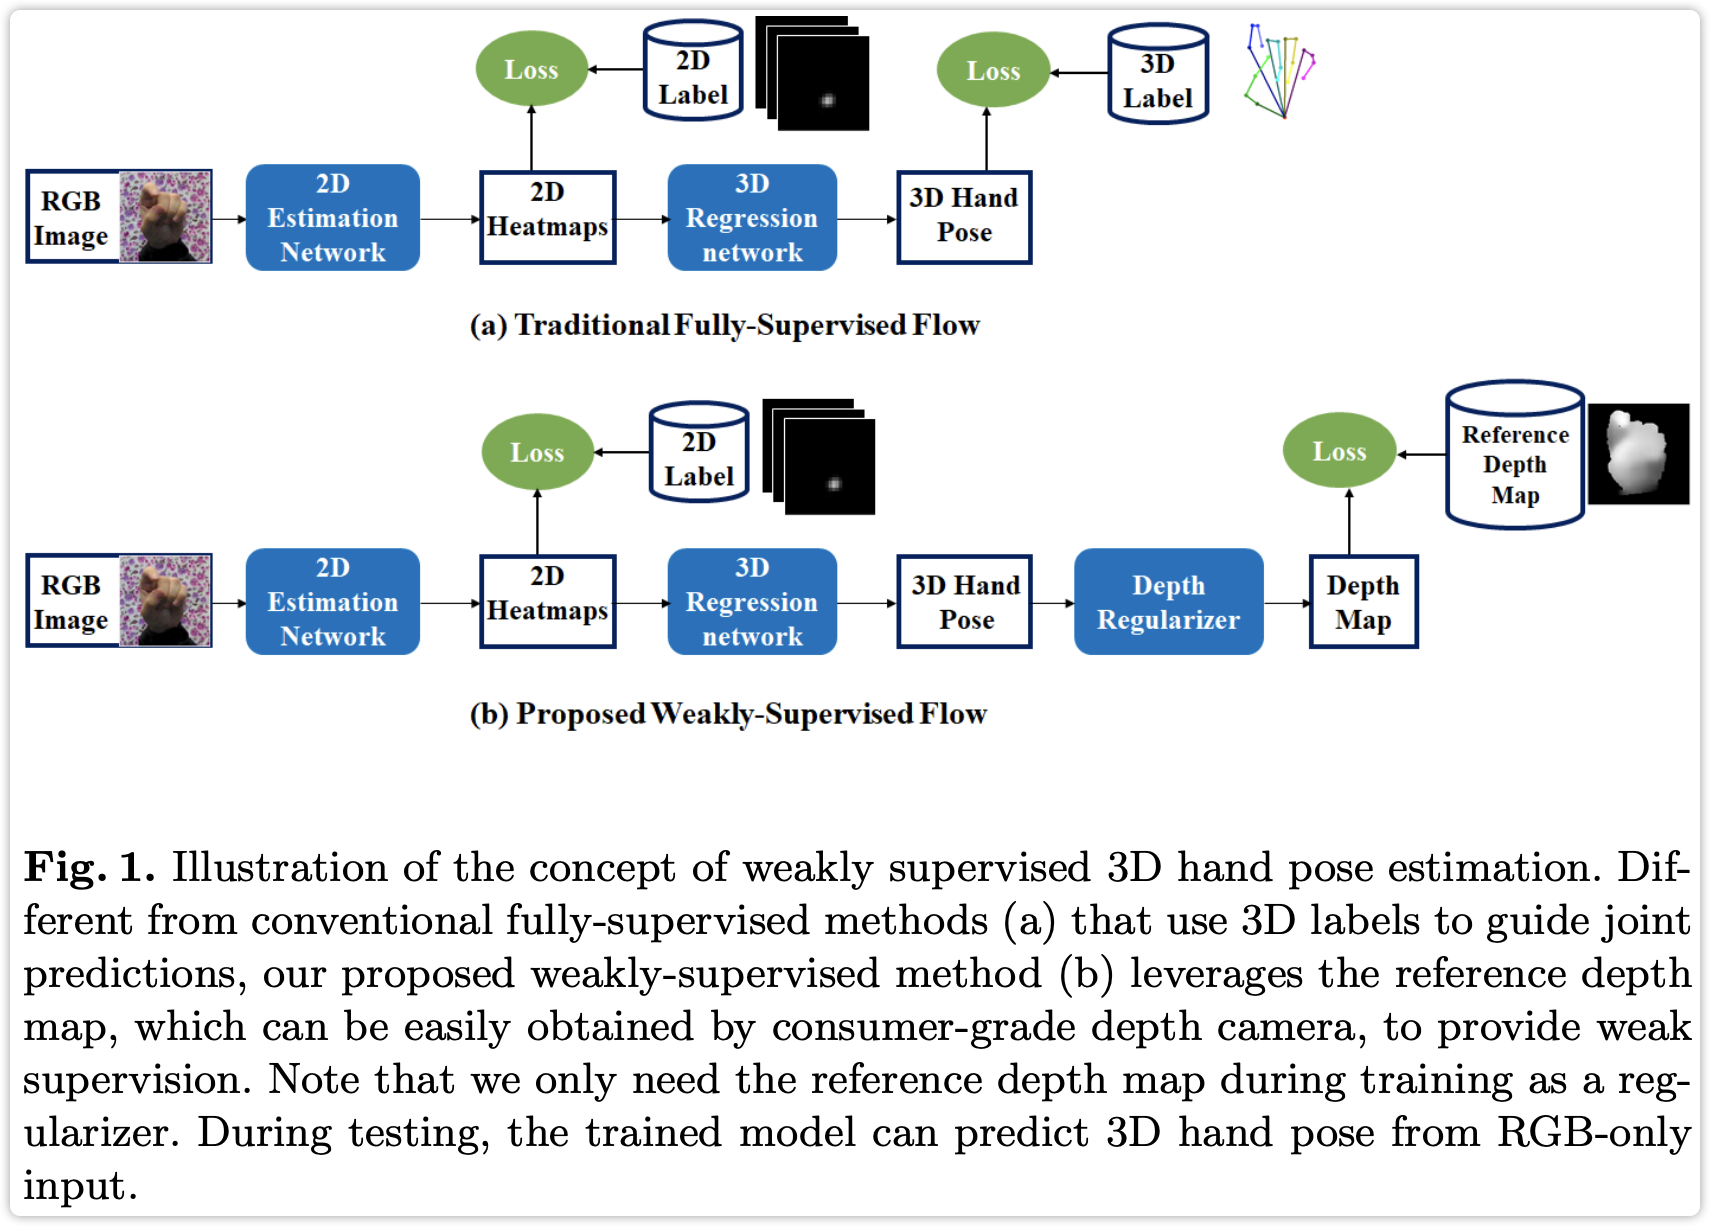 Loss
2D
Label
Loss
3D
Label
RGB
Image
2D
Estimation
Network
2D
Heatmaps
3D
Regression
network
3D Hand
Pose
(a) Traditional Fully-Supervised Flow
Loss
2D
Label
Loss
Reference
Depth
Map
RGB
Image
2D
Estimation
Network
2D
Heatmaps
3D
Regression
network
3D Hand
Pose
Depth
Regularizer
Depth
Map
(b) Proposed Weakly-Supervised Flow
Fig. 1. Illustration of the concept of weakly supervised 3D hand pose estimation. Dif-
ferent from conventional fully-supervised methods (a) that use 3D labels to guide joint
predictions, our proposed weakly-supervised method (b) leverages the reference depth
map, which can be easily obtained by consumer-grade depth camera, to provide weak
supervision. Note that we only need the reference depth map during training as a reg-
ularizer. During testing, the trained model can predict 3D hand pose from RGB-only
input.